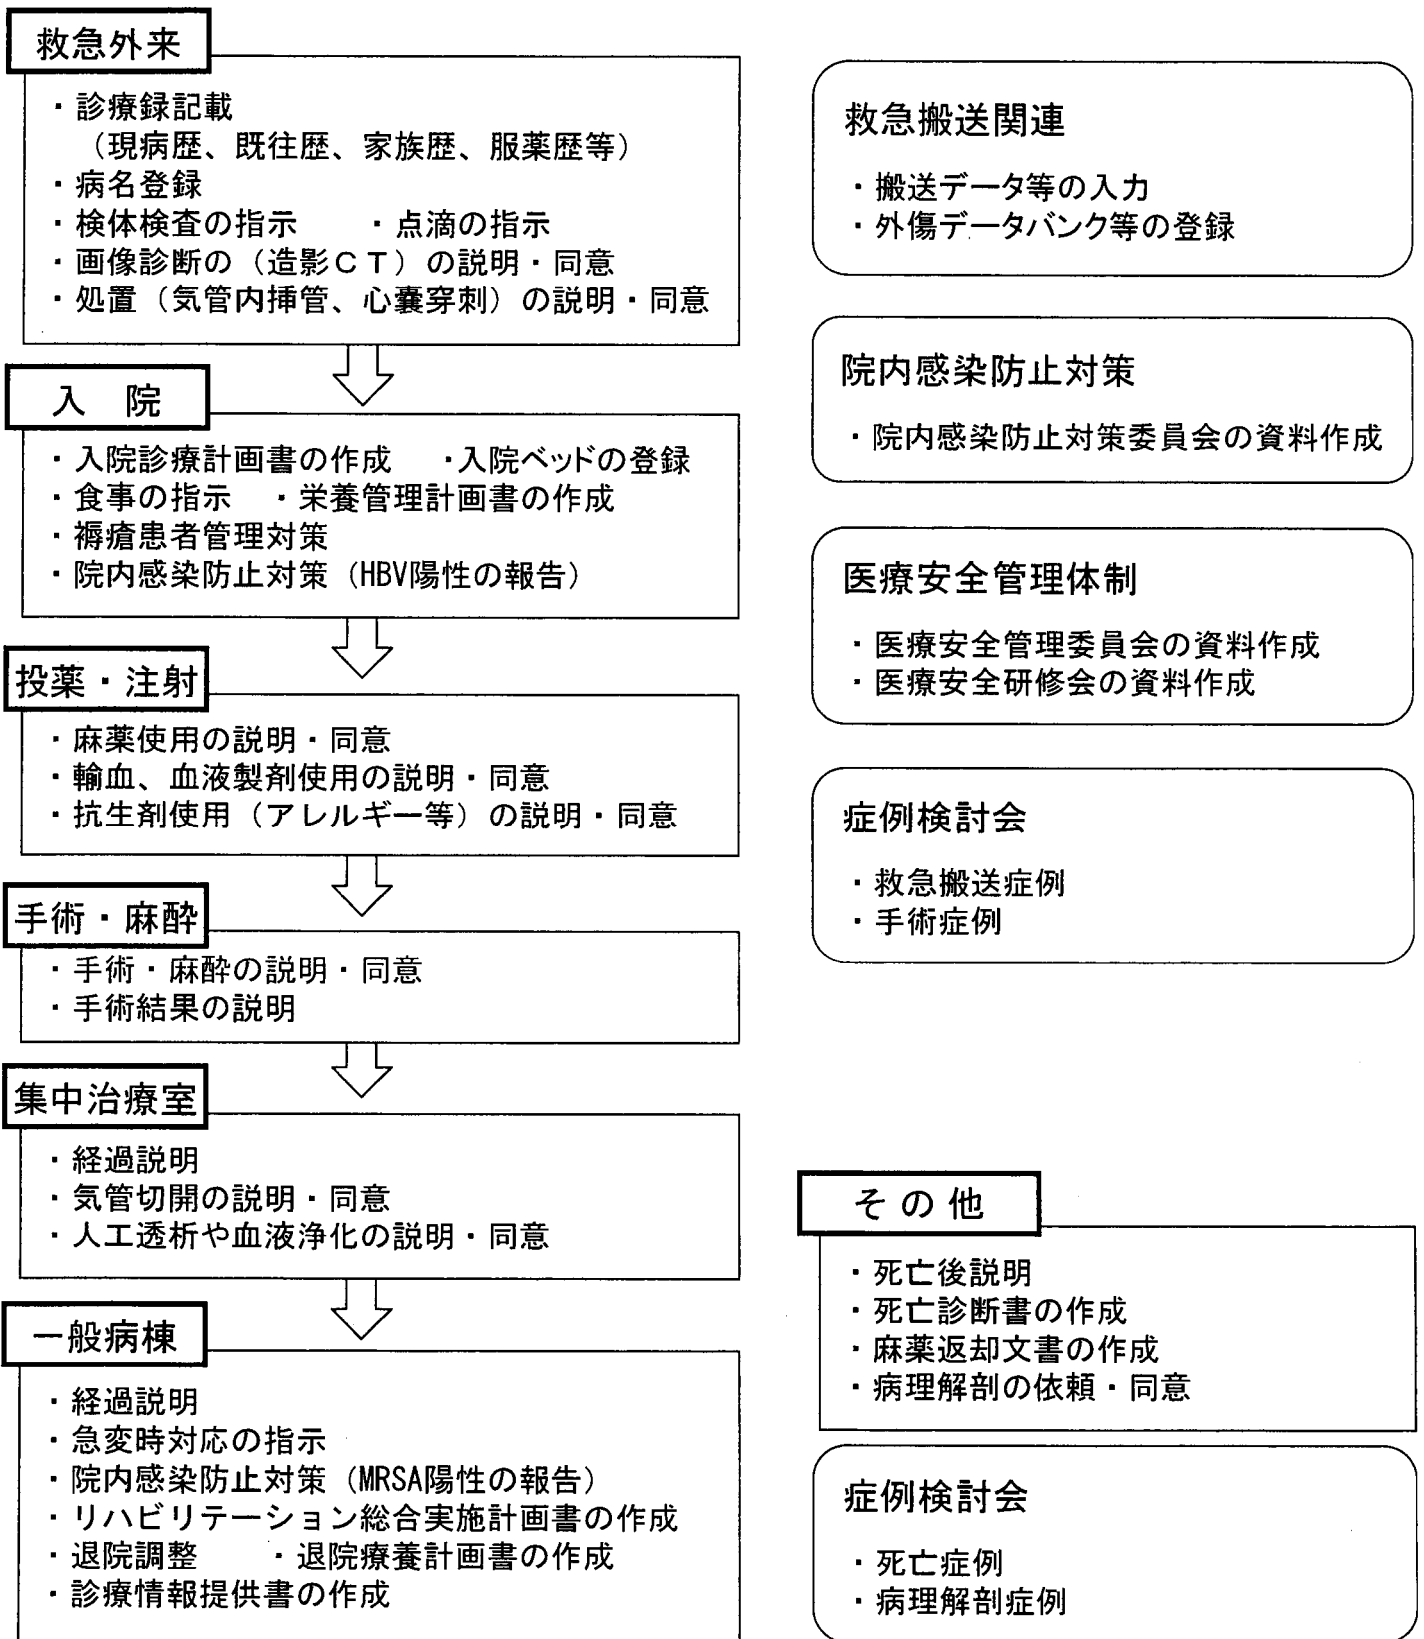 救急外来
・診療録記載
（現病歴、既往歴、家族歴、服薬歴等）
・病名登録
・検体検査の指示　・点滴の指示
・画像診断の（造影ＣＴ）の説明・同意
・処置（気管内挿管、心嚢穿刺）の説明・同意
入　院
・入院診療計画書の作成　・入院ベッドの登録
・食事の指示　・栄養管理計画書の作成
・褥瘡患者管理対策
・院内感染防止対策（HBV陽性の報告）
投薬・注射
・麻薬使用の説明・同意
・輸血、血液製剤使用の説明・同意
・抗生剤使用（アレルギー等）の説明・同意
手術・麻酔
・手術・麻酔の説明・同意
・手術結果の説明
集中治療室
・経過説明
・気管切開の説明・同意
・人工透析や血液浄化の説明・同意
一般病棟
・経過説明
・急変時対応の指示
・院内感染防止対策（MRSA陽性の報告）
・リハビリテーション総合実施計画書の作成
・退院調整　・退院療養計画書の作成
・診療情報提供書の作成
救急搬送関連
・搬送データ等の入力
・外傷データバンク等の登録
院内感染防止対策
・院内感染防止対策委員会の資料作成
医療安全管理体制
・医療安全管理委員会の資料作成
・医療安全研修会の資料作成
症例検討会
・救急搬送症例
・手術症例
その他
・死亡後説明
・死亡診断書の作成
・麻薬返却文書の作成
・病理解剖の依頼・同意
症例検討会
・死亡症例
・病理解剖症例